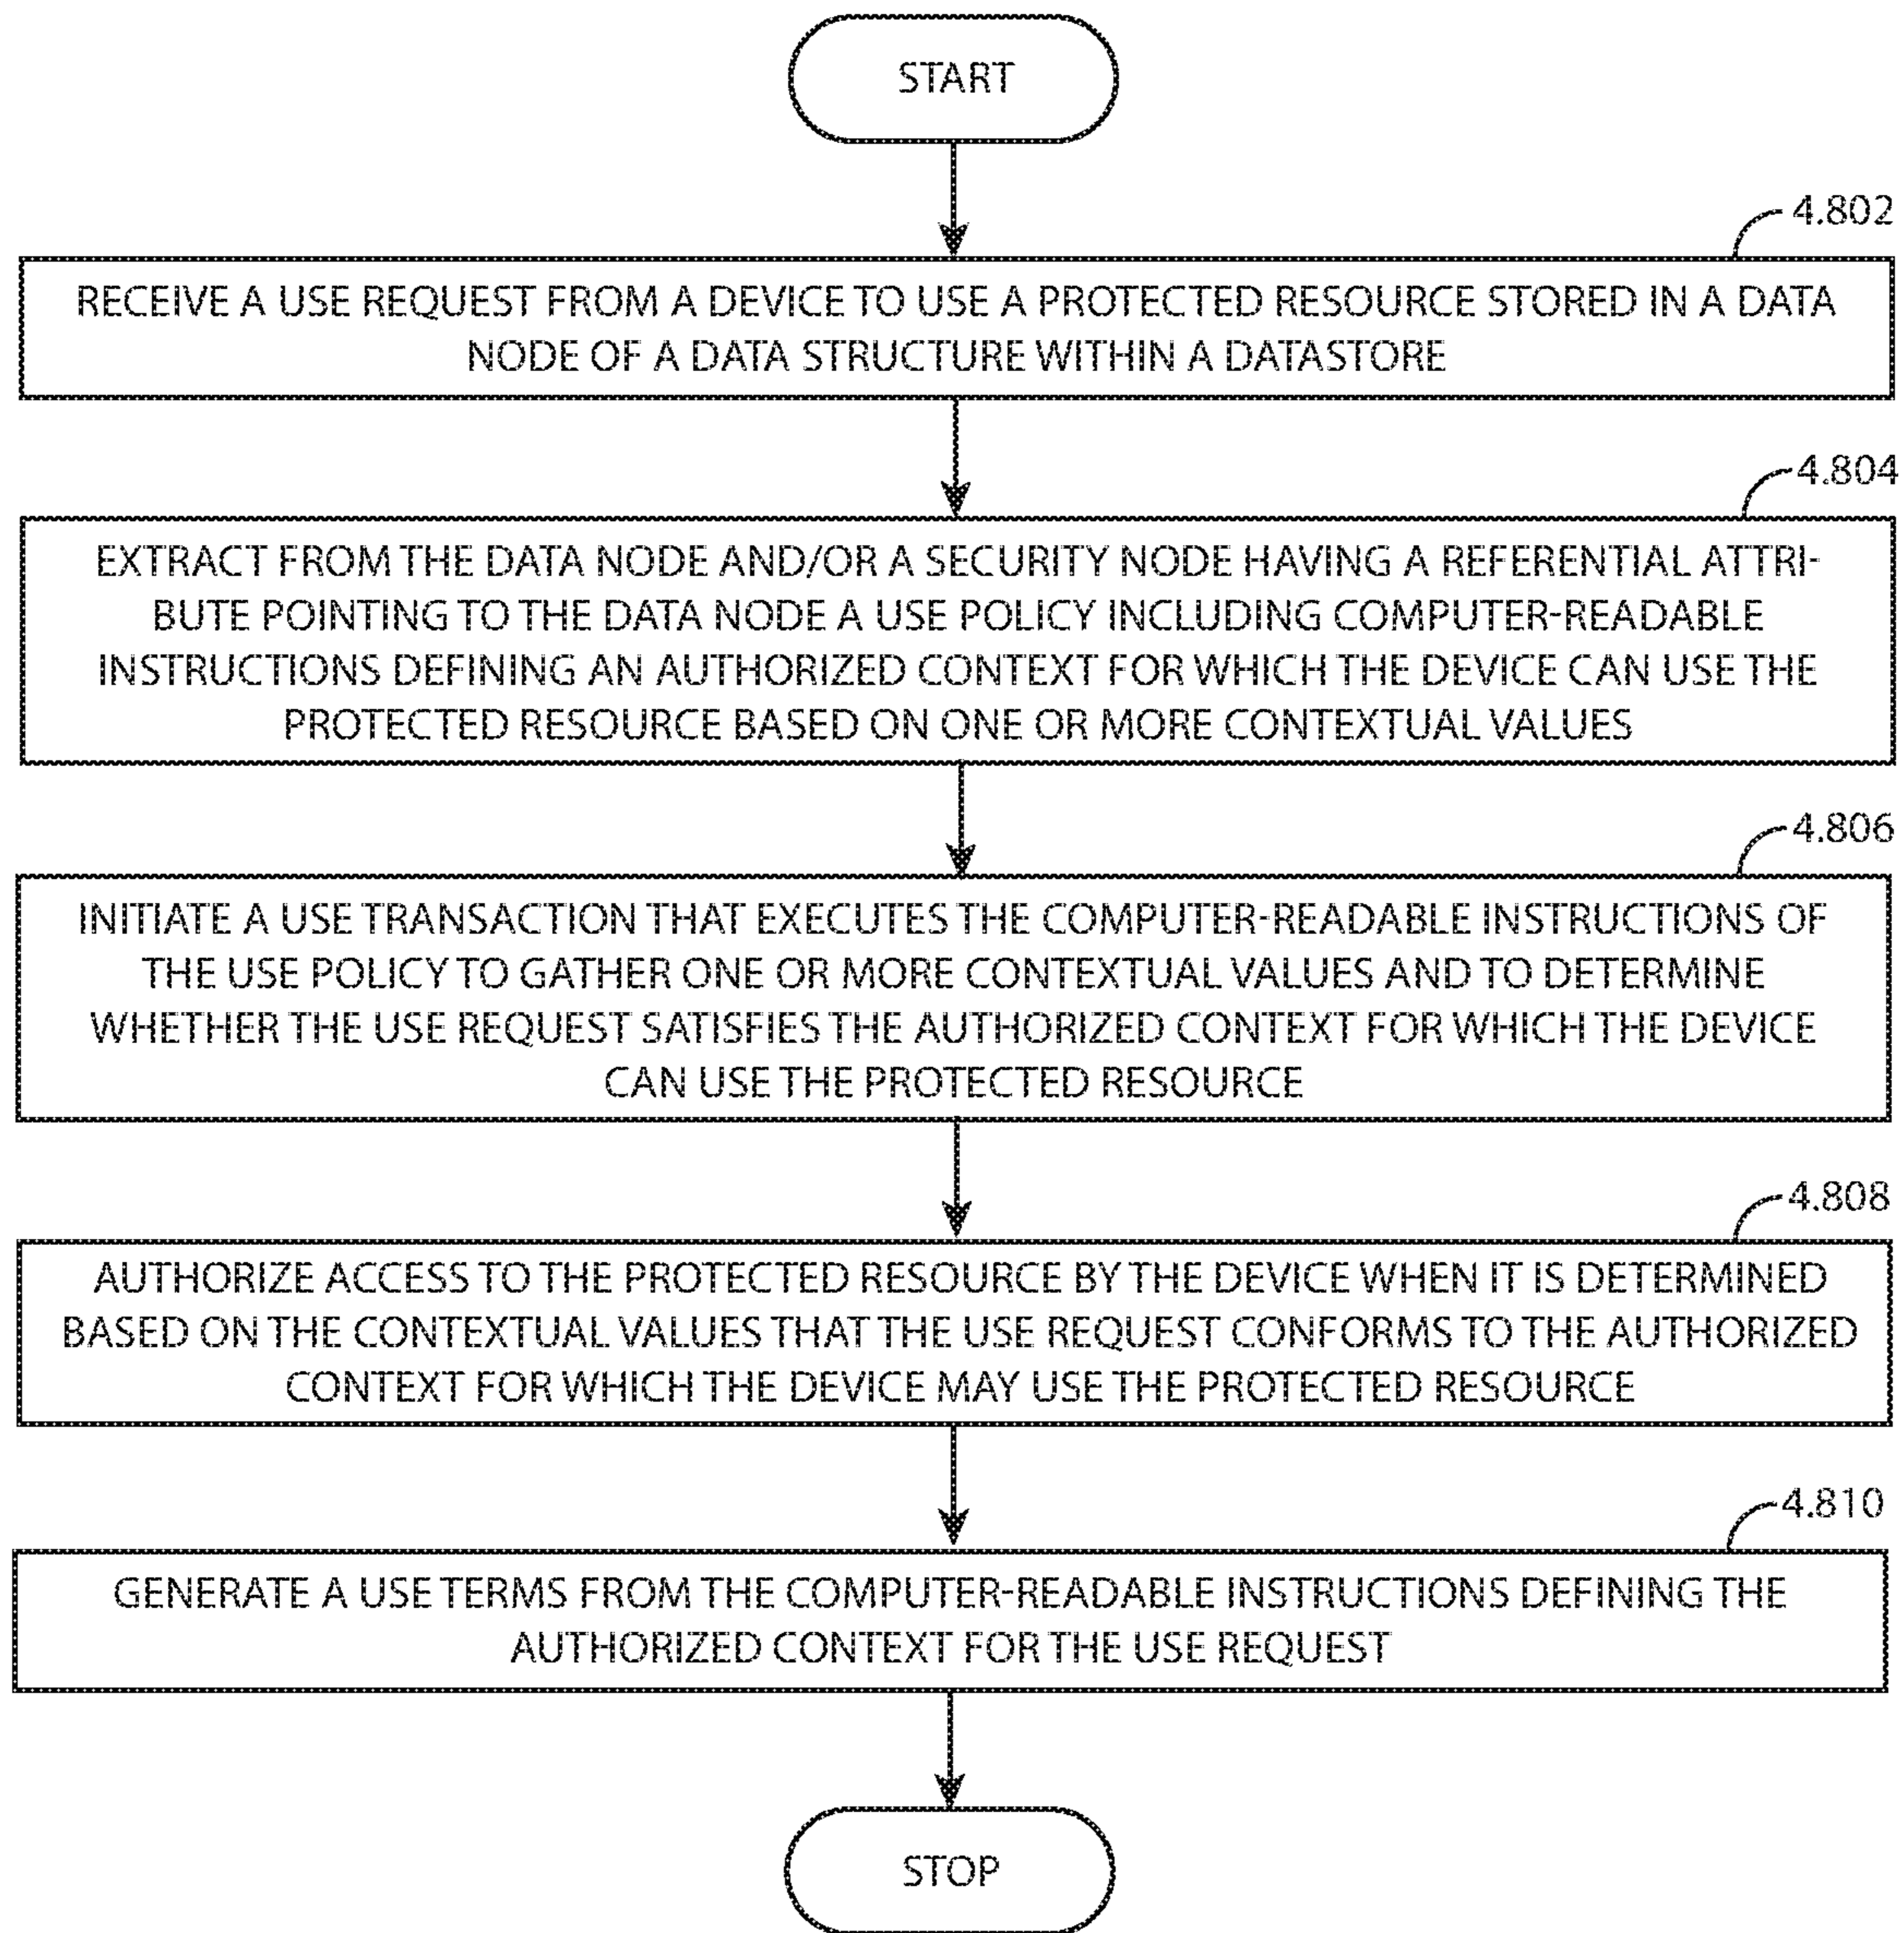 START
4.802
RECEIVE A USE REQUEST FROM A DEVICE TO USE A PROTECTED RESOURCE STORED IN A DATA
NODE OF A DATA STRUCTURE WITHIN A DATASTORE
4.804
EXTRACT FROM THE DATA NODE AND/OR A SECURITY NODE HAVING A REFERENTIAL ATTRI-
BUTE POINTING TO THE DATA NODE A USE POLICY INCLUDING COMPUTER-READABLE
INSTRUCTIONS DEFINING AN AUTHORIZED CONTEXT FOR WHICH THE DEVICE CAN USE THE
PROTECTED RESOURCE BASED ON ONE OR MORE CONTEXTUAL VALUES
4.806
INITIATE A USE TRANSACTION THAT EXECUTES THE COMPUTER-READABLE INSTRUCTIONS OF
THE USE POLICY TO GATHER ONE OR MORE CONTEXTUAL VALUES AND TO DETERMINE
WHETHER THE USE REQUEST SATISFIES THE AUTHORIZED CONTEXT FOR WHICH THE DEVICE
CAN USE THE PROTECTED RESOURCE
4.808
AUTHORIZE ACCESS TO THE PROTECTED RESOURCE BY THE DEVICE WHEN IT IS DETERMINED
BASED ON THE CONTEXTUAL VALUES THAT THE USE REQUEST CONFORMS TO THE AUTHORIZED
CONTEXT FOR WHICH THE DEVICE MAY USE THE PROTECTED RESOURCE
4.810
GENERATE A USE TERMS FROM THE COMPUTER-READABLE INSTRUCTIONS DEFINING THE
AUTHORIZED CONTEXT FOR THE USE REQUEST
STOP